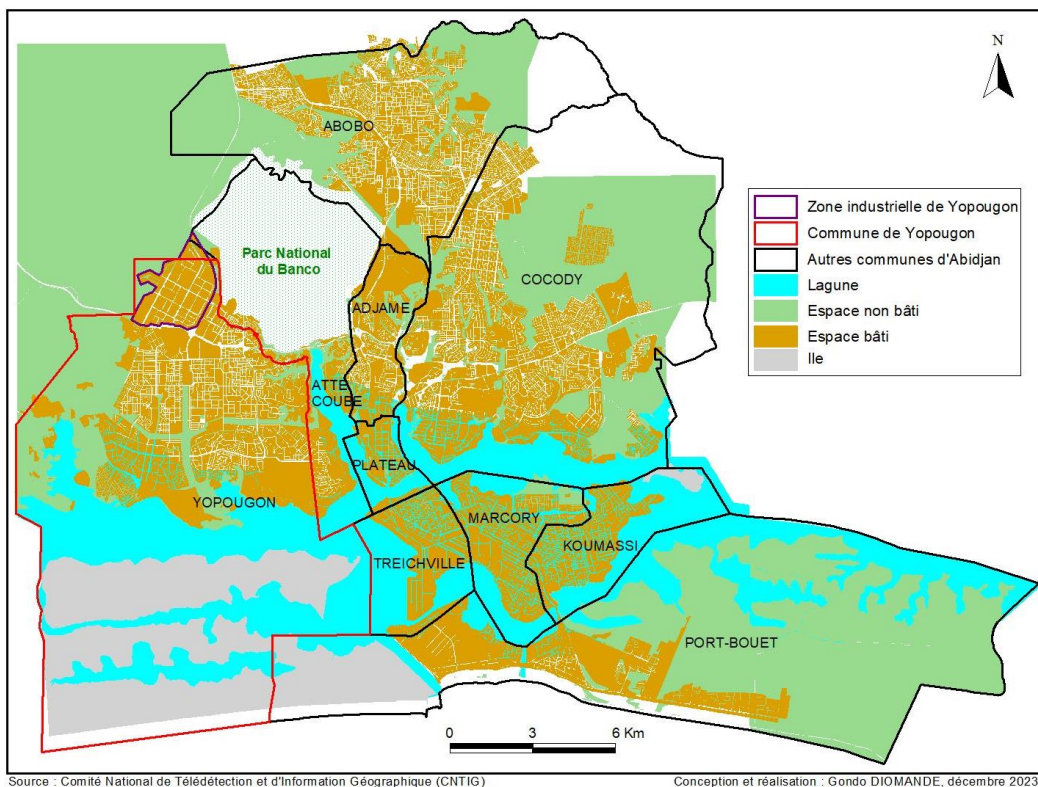 N
ABOBO
Parc National
du Banco
COCODY
ADJAME
ATTE
COUBE
PLATEAU
YOPOUGON
MARCORY
KOUMASSI
TREICHVILLE
PORT-BOUET
Zone industrielle de Yopougon
Commune de Yopougon
Autres communes d'Abidjan
Lagune
Espace non bâti
Espace bâti
Ile
0 3 6 Km
Source : Comité National de Télédétection et d'Information Géographique (CNTIG)
Conception et réalisation : Gondo DIOMANDE, décembre 2023